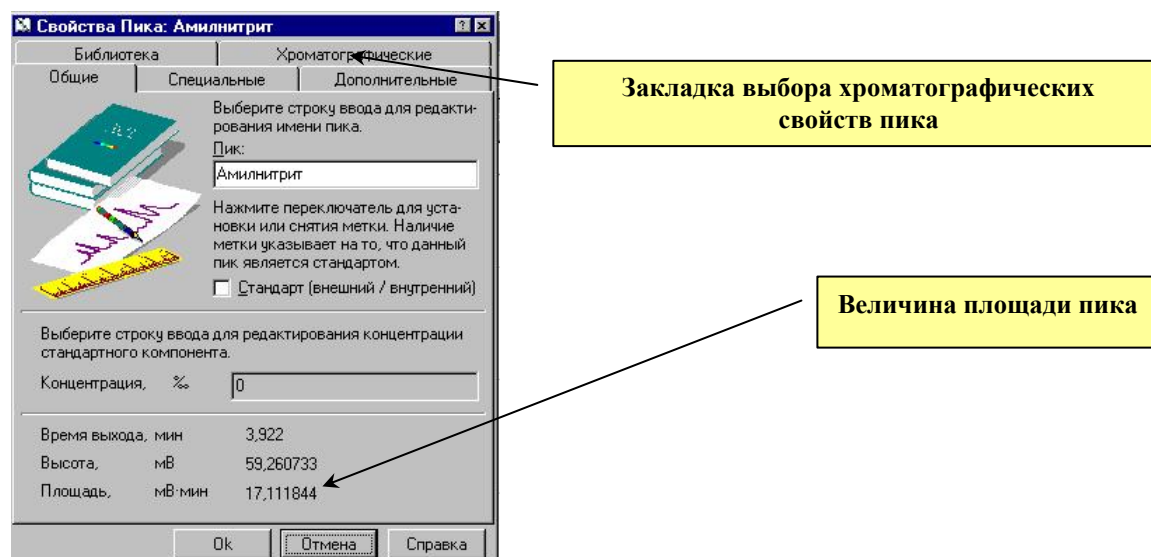 Свойства Пика: Амилнитрит
Библиотека
Хроматографические
Общие
Специальные
Дополнительные
Выберите строку ввода для редакти-
рования имени пика.
Пик:
Амилнитрит
Нажмите переключатель для уста-
новки или снятия метки. Наличие
метки указывает на то, что данный
пик является стандартом.
Стандарт (внешний / внутренний)
Выберите строку ввода для редактирования концентрации
стандартного компонента.
Концентрация, ‰ 0
Время выхода, мин 3,922
Высота, мВ 59,260733
Площадь, мВ·мин 17,111844
Ok
Отмена
Справка
Закладка выбора хроматографических
свойств пика
Величина площади пика